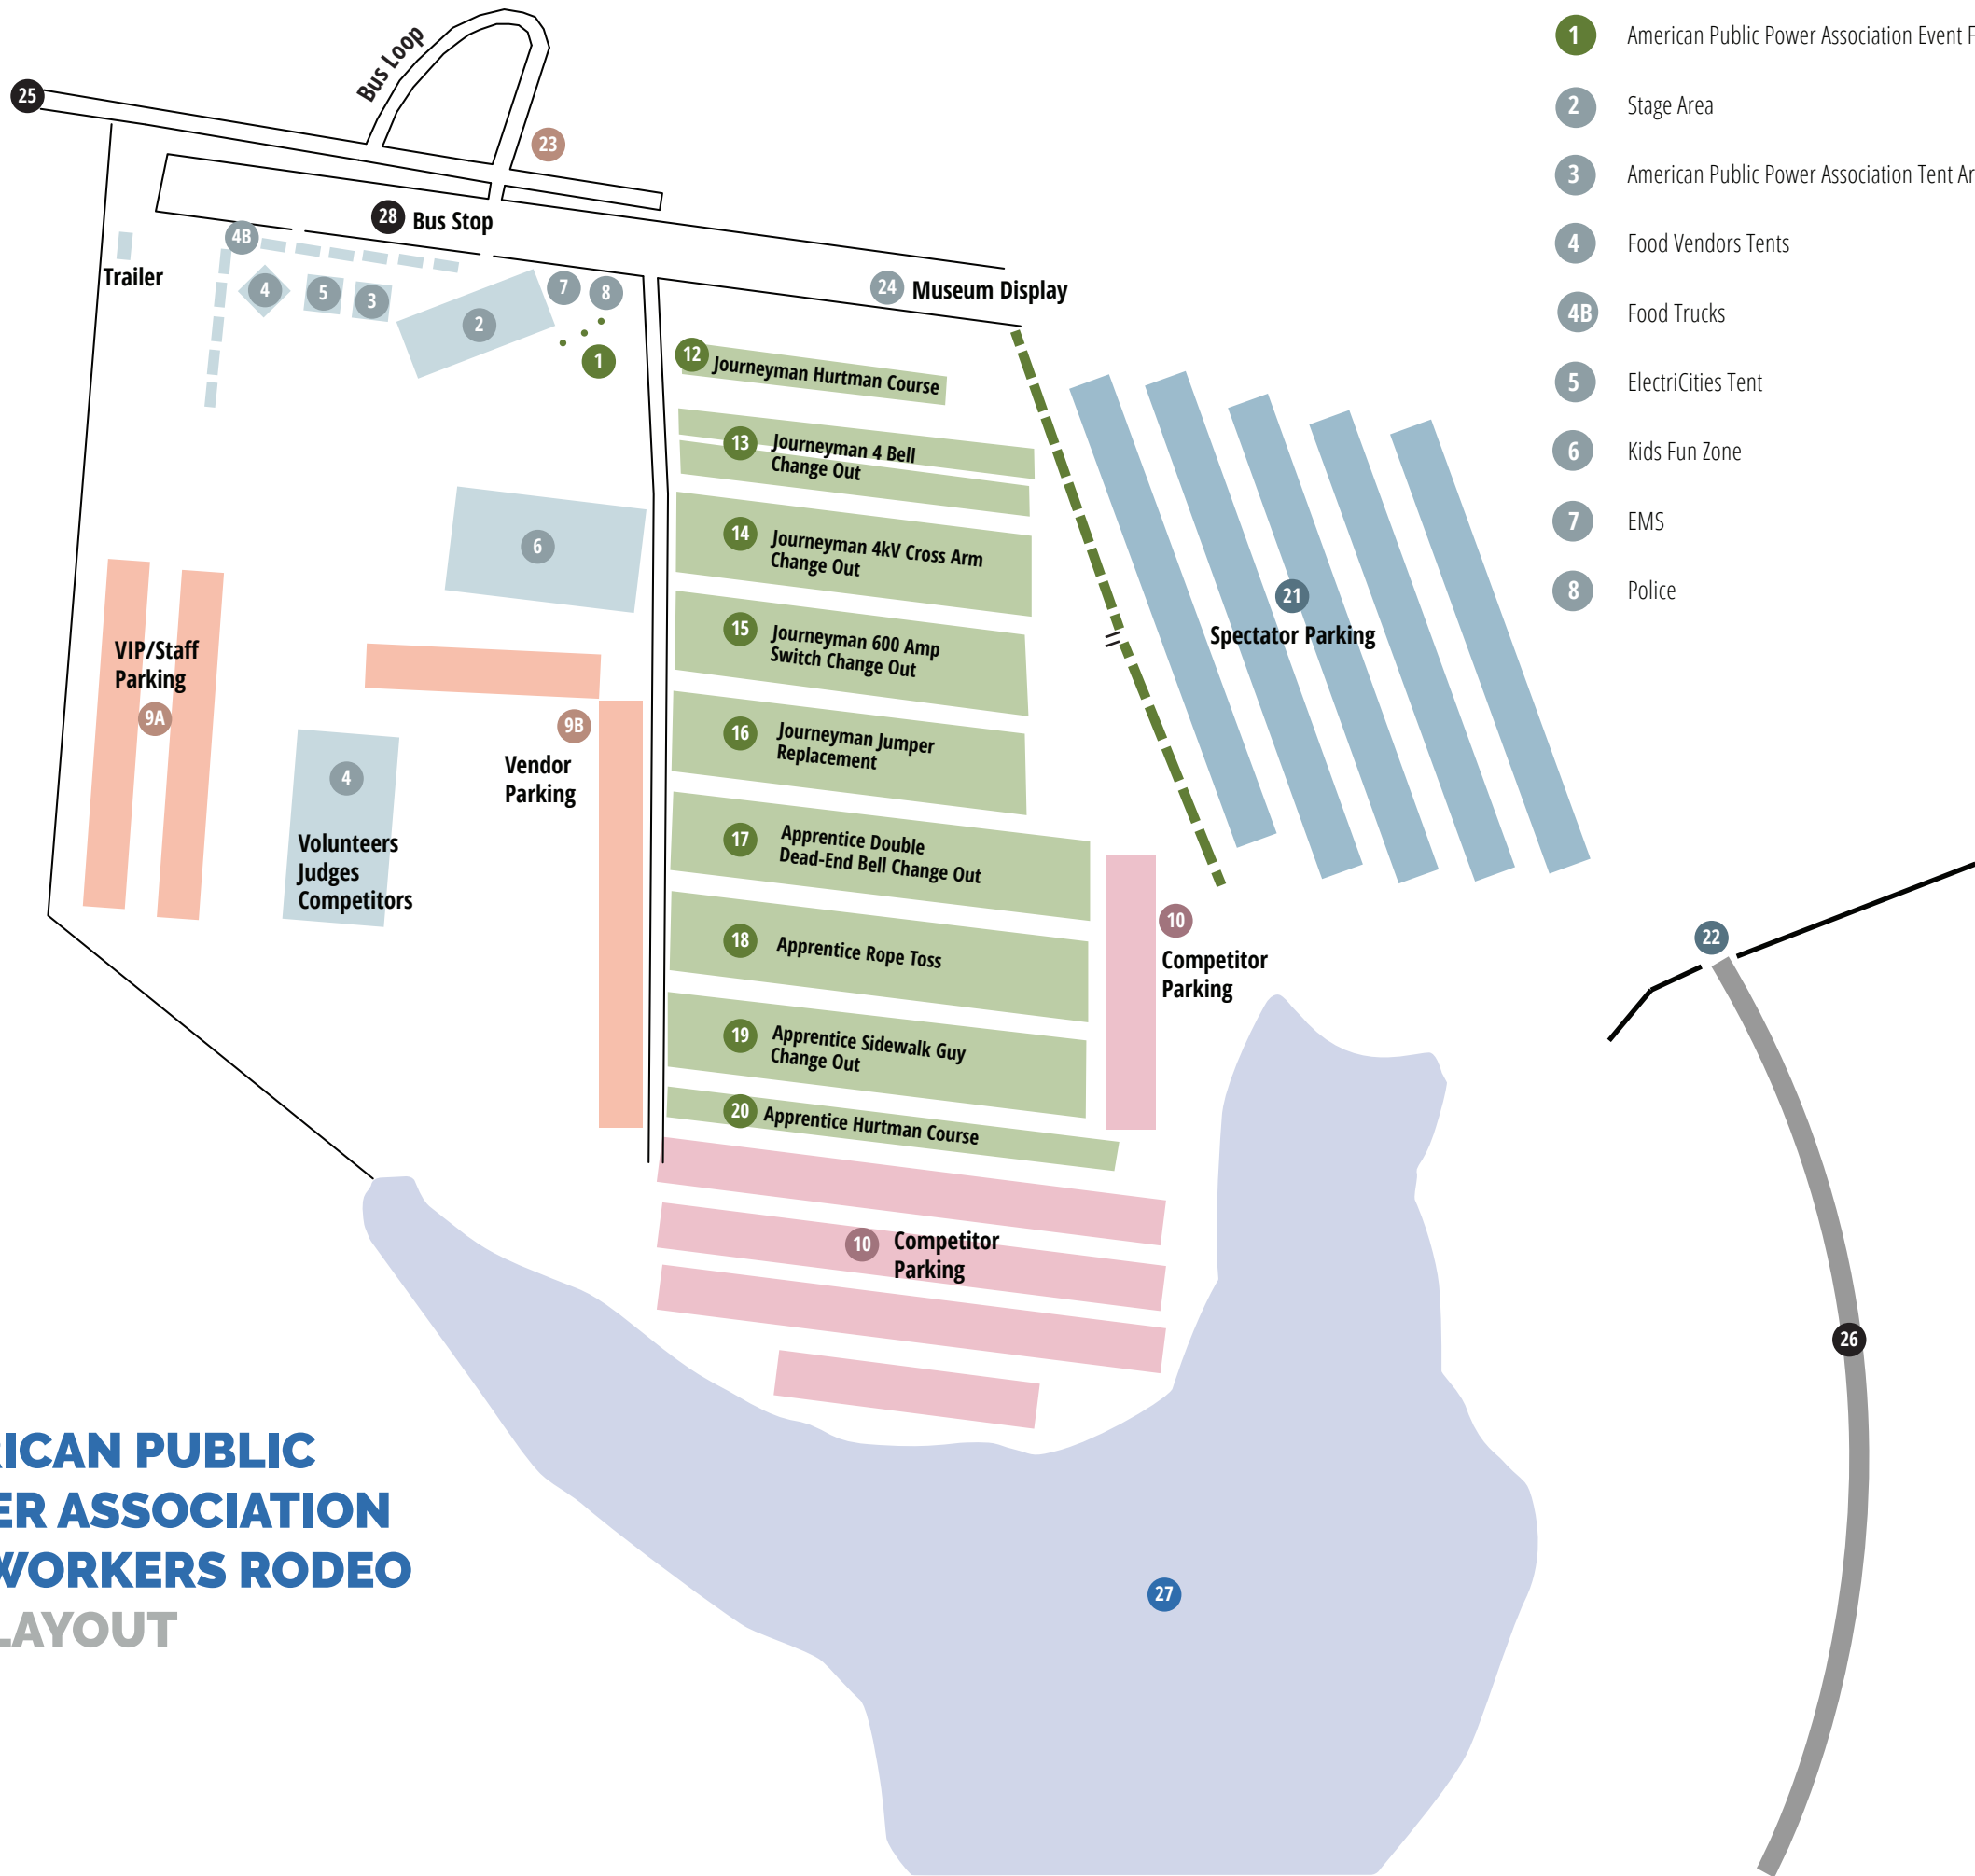 Bus Loop
25
23
28 Bus Stop
4B
Trailer
4
5
3
2
7
8
1
24 Museum Display
12 Journeyman Hurtman Course
13 Journeyman 4 Bell
Change Out
14 Journeyman 4kV Cross Arm
Change Out
6
15 Journeyman 600 Amp
Switch Change Out
16 Journeyman Jumper
Replacement
17 Apprentice Double
Dead-End Bell Change Out
18 Apprentice Rope Toss
19 Apprentice Sidewalk Guy
Change Out
20 Apprentice Hurtman Course
VIP/Staff
Parking
9A
9B
Vendor
Parking
4
Volunteers
Judges
Competitors
21
Spectator Parking
10
Competitor
Parking
10 Competitor
Parking
22
26
27
1 American Public Power Association Event F
2 Stage Area
3 American Public Power Association Tent Ar
4 Food Vendors Tents
4B Food Trucks
5 ElectriCities Tent
6 Kids Fun Zone
7 EMS
8 Police
RICAN PUBLIC
ER ASSOCIATION
WORKERS RODEO
LAYOUT